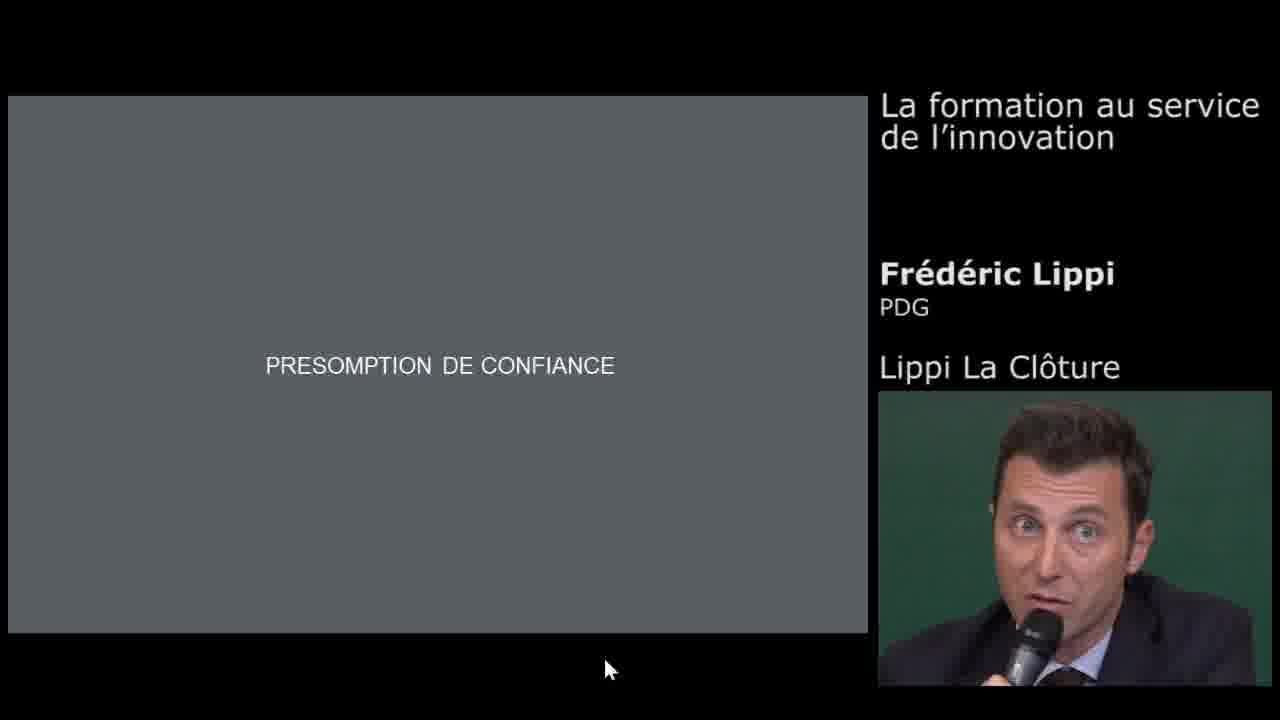 La formation au service
de l’innovation
Frédéric Lippi
PDG
Lippi La Clôture
PRESOMPTION DE CONFIANCE